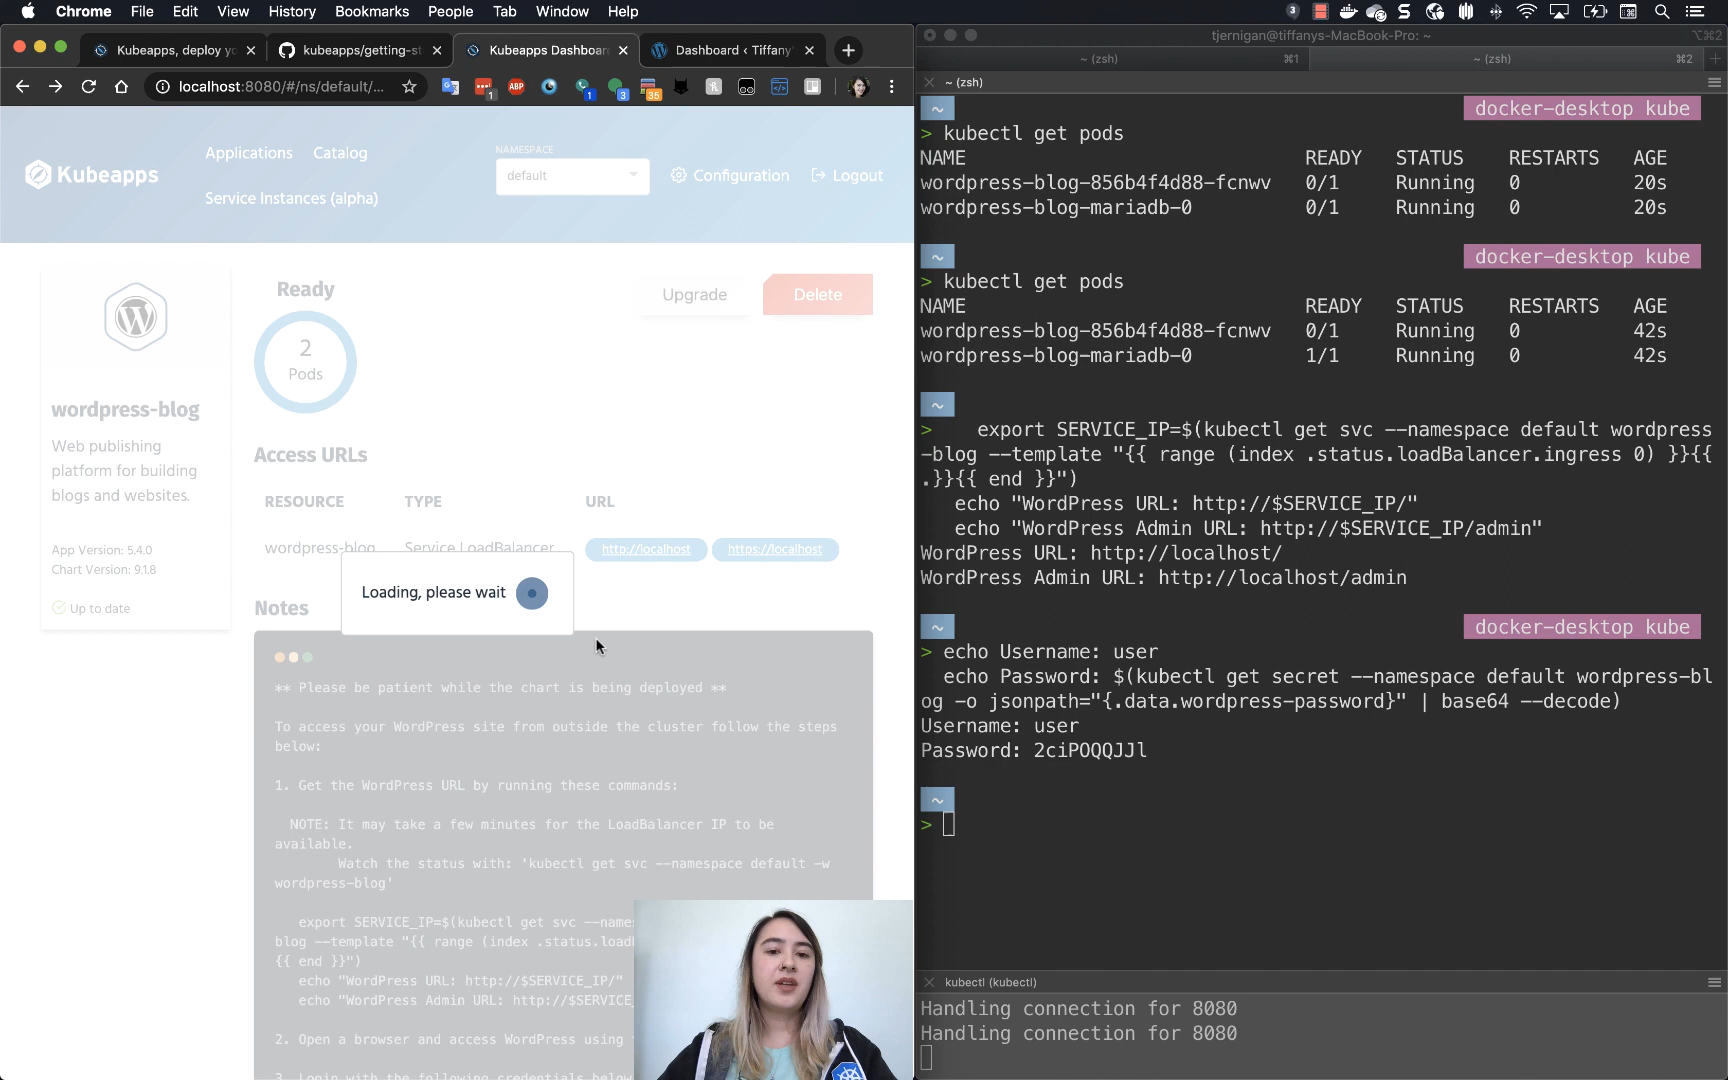 Chrome File Edit View History Bookmarks People Tab Window Help
Kubeapps, deploy yo
kubeapps/getting-st
Kubeapps Dashboar
Dashboard ‹ Tiffany'
localhost:8080/#/ns/default/...
Kubeapps
Applications Catalog
Service Instances (alpha)
NAMESPACE
default
Configuration
Logout
wordpress-blog
Web publishing
platform for building
blogs and websites.
App Version: 5.4.0
Chart Version: 9.1.8
Up to date
Ready
2
Pods
Upgrade
Delete
Access URLs
RESOURCE TYPE URL
wordpress-blog Service LoadBalancer http://localhost https://localhost
Loading, please wait
Notes
** Please be patient while the chart is being deployed **
To access your WordPress site from outside the cluster follow the steps
below:
1. Get the WordPress URL by running these commands:
NOTE: It may take a few minutes for the LoadBalancer IP to be
available.
Watch the status with: 'kubectl get svc --namespace default -w
wordpress-blog'
export SERVICE_IP=$(kubectl get svc --name
blog --template "{{ range (index .status.load
{{ end }}")
echo "WordPress URL: http://$SERVICE_IP/"
echo "WordPress Admin URL: http://$SERVICE_
2. Open a browser and access WordPress using
3. Login with the following credentials below
tjernigan@tiffanys-MacBook-Pro: ~
⌥⌘2
~ (zsh) ⌘1
~ (zsh) ⌘2
~ (zsh)
~ docker-desktop kube
> kubectl get pods
NAME READY STATUS RESTARTS AGE
wordpress-blog-856b4f4d88-fcnwv 0/1 Running 0 20s
wordpress-blog-mariadb-0 0/1 Running 0 20s
~ docker-desktop kube
> kubectl get pods
NAME READY STATUS RESTARTS AGE
wordpress-blog-856b4f4d88-fcnwv 0/1 Running 0 42s
wordpress-blog-mariadb-0 1/1 Running 0 42s
~
> export SERVICE_IP=$(kubectl get svc --namespace default wordpress
-blog --template "{{ range (index .status.loadBalancer.ingress 0) }}{{
.}}{{ end }}")
echo "WordPress URL: http://$SERVICE_IP/"
echo "WordPress Admin URL: http://$SERVICE_IP/admin"
WordPress URL: http://localhost/
WordPress Admin URL: http://localhost/admin
~ docker-desktop kube
> echo Username: user
echo Password: $(kubectl get secret --namespace default wordpress-bl
og -o jsonpath="{.data.wordpress-password}" | base64 --decode)
Username: user
Password: 2ciPOQQJJl
~
>
kubectl (kubectl)
Handling connection for 8080
Handling connection for 8080